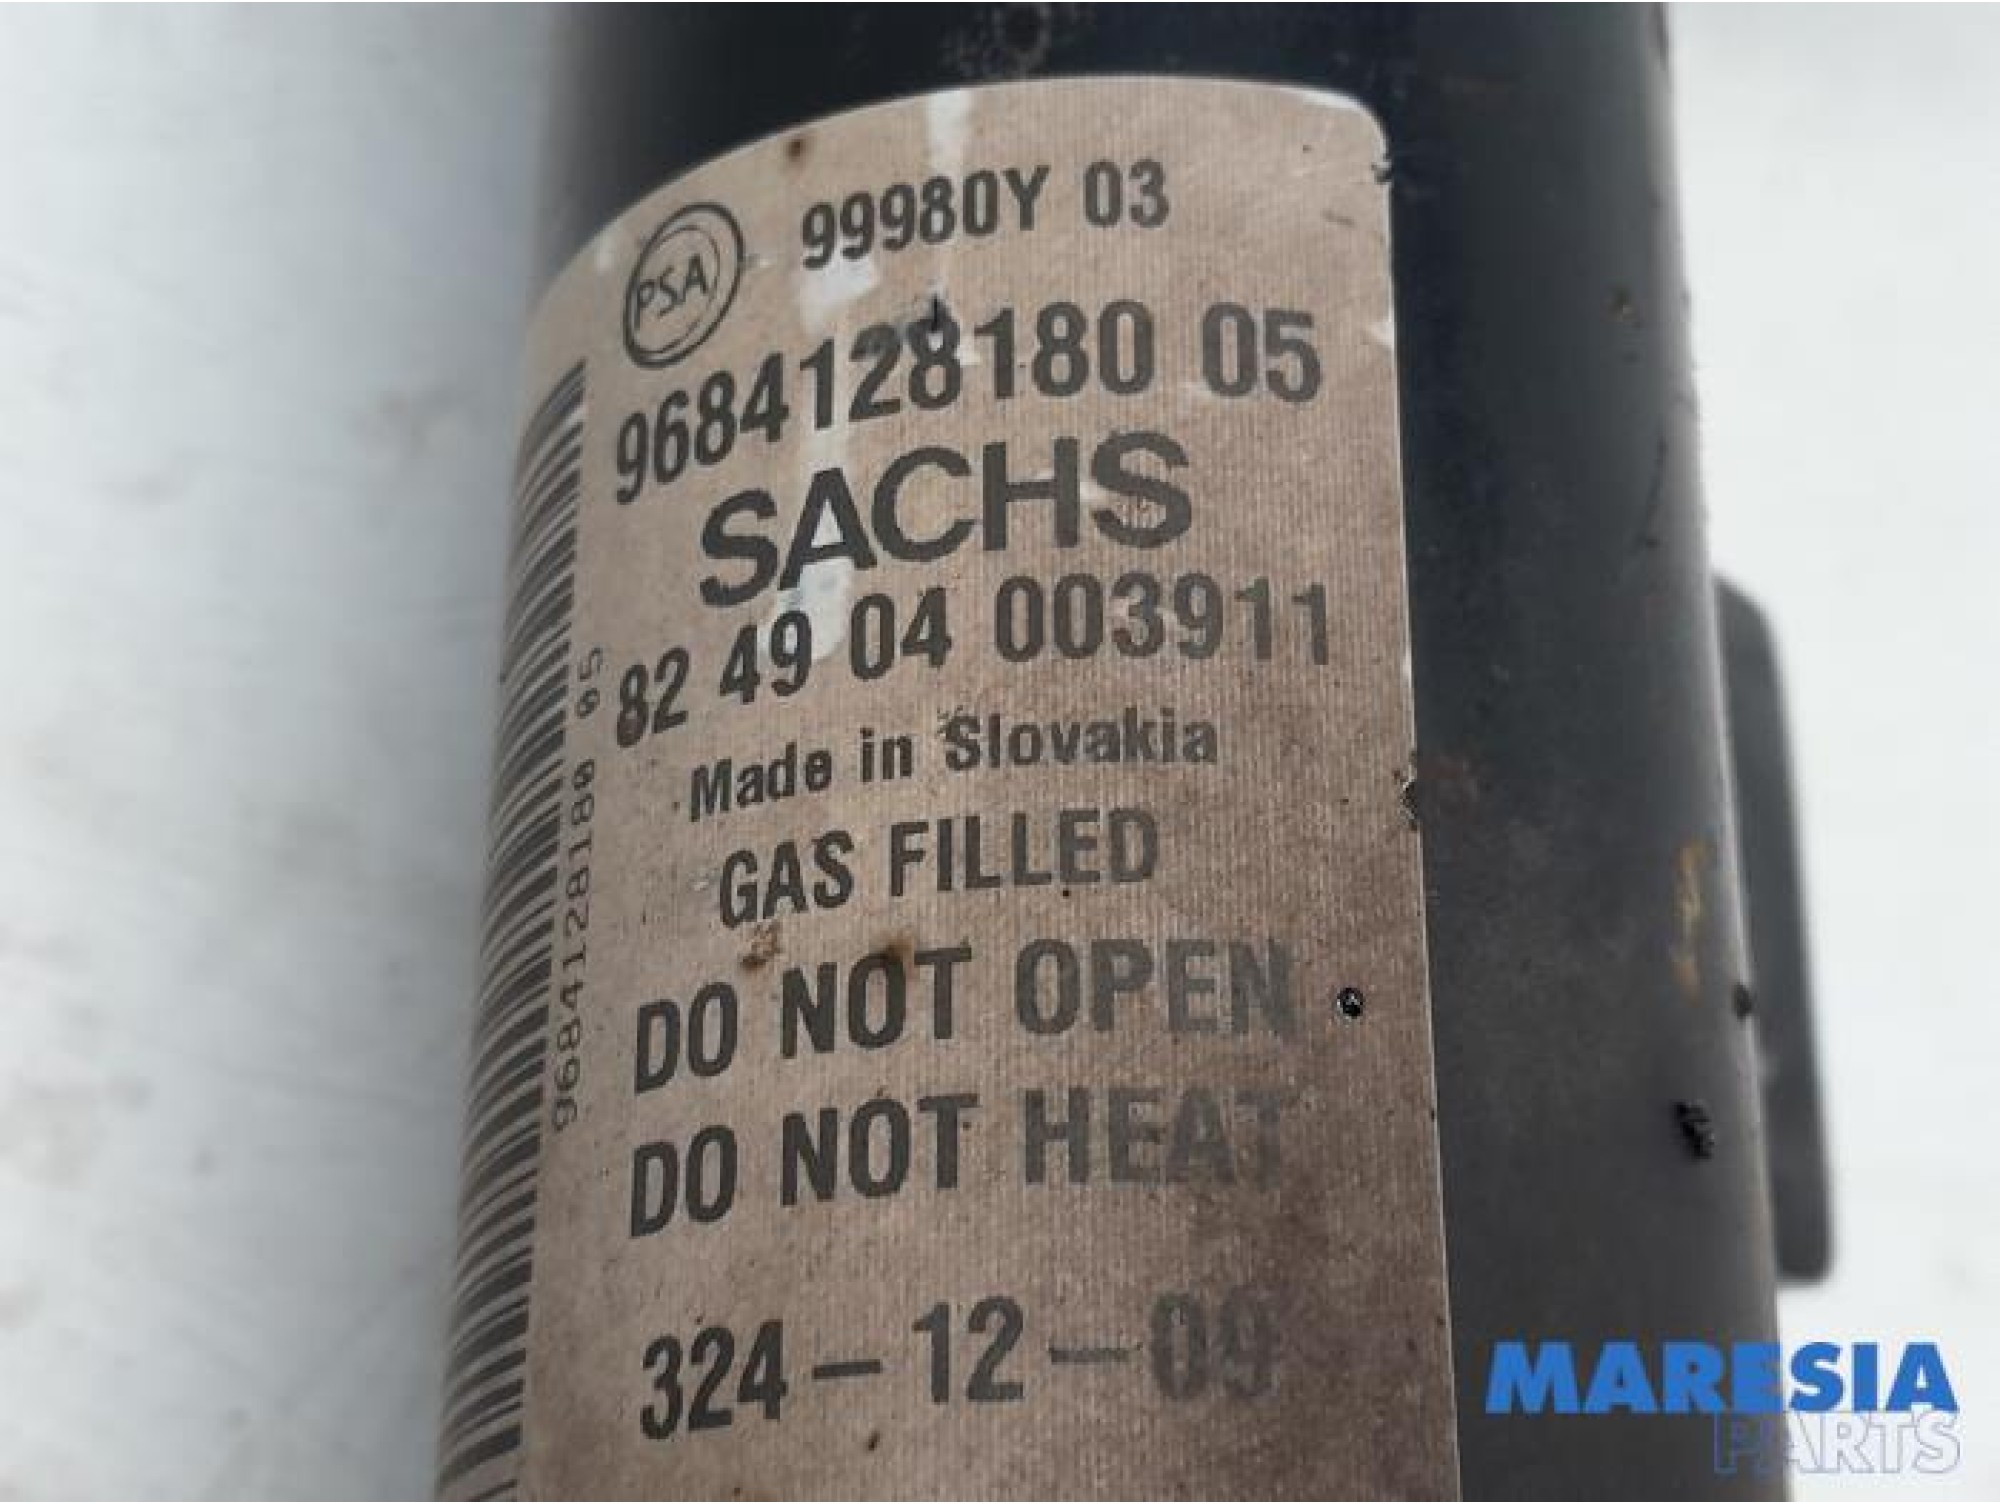 99980Y 03
PSA
9684128180 05
SACHS
82 49 04 003911
Made in Slovakia
GAS FILLED
DO NOT OPEN
DO NOT HEAT
324-12-09
9684128180 05
MARESIA
PARTS